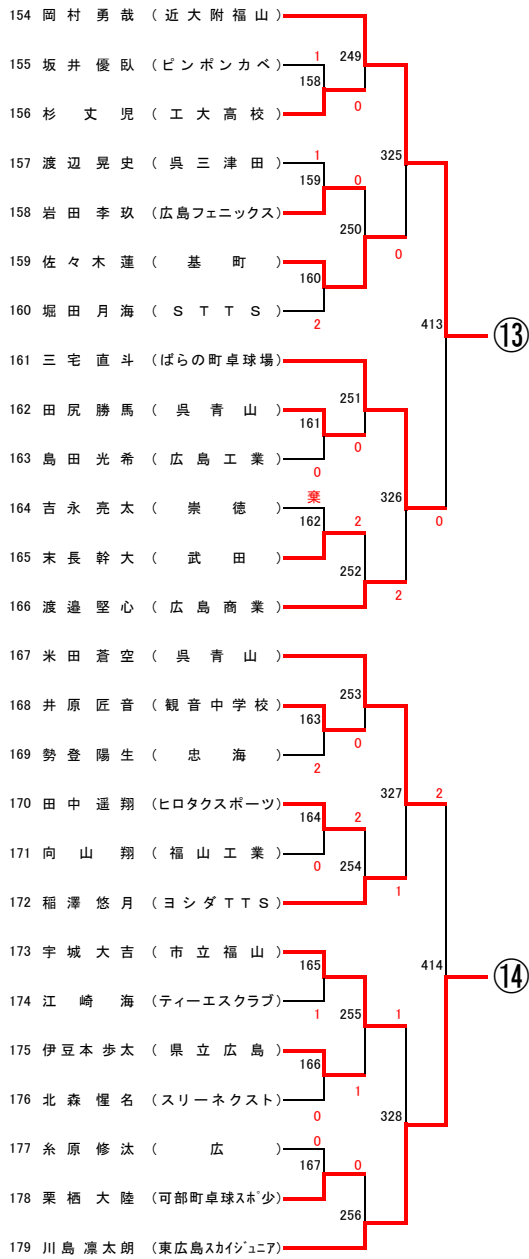 154 岡村勇哉 (近大附福山)
249
1
155 坂井優臥 (ピンポンカベ)
158
0
156 杉丈児 (工大高校)
1
325
157 渡辺晃史 (呉三津田)
159 0
158 岩田李玖 (広島フェニックス)
250
0
159 佐々木蓮 (基町)
160
160 堀田月海 (STTS)
2
413
⑬
161 三宅直斗 (ばらの町卓球場)
251
162 田尻勝馬 (呉青山)
161
0
163 島田光希 (広島工業)
0
棄
326
164 吉永亮太 (崇徳)
162 2
0
165 末長幹大 (武田)
252
2
166 渡邉堅心 (広島商業)
167 米田蒼空 (呉青山)
253
168 井原匠音 (観音中学校)
163
0
169 勢登陽生 (忠海)
2
327 2
170 田中遥翔 (ヒロタクスポーツ)
164 2
171 向山翔 (福山工業)
0
254
1
172 稲澤悠月 (ヨシダTTS)
173 宇城大吉 (市立福山)
165
414
⑭
174 江崎海 (ティーエスクラブ)
1
255 1
175 伊豆本歩太 (県立広島)
166
1
176 北森惺名 (スリーネクスト)
0
328
0
177 糸原修汰 (広)
167 0
178 栗栖大陸 (可部町卓球スポ少)
256
179 川島凛太朗 (東広島スカイジュニア)